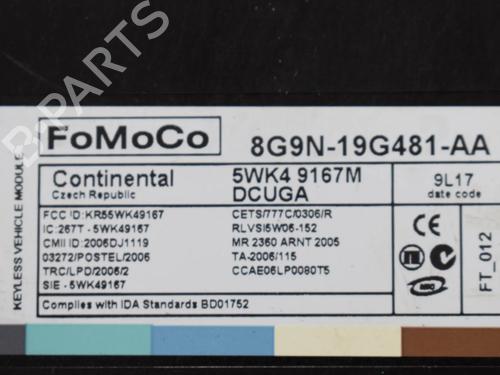 KEYLESS VEHICLE MODULE
FoMoCo
8G9N-19G481-AA
Continental
Czech Republic
5WK4 9167M
DCUGA
9L17
date code
FCC ID: KR55WK49167
IC: 267T - 5WK49167
CMII ID: 2006DJ1119
03272/POSTEL/2006
TRC/LPD/2006/2
SIE - 5WK49167
CETS/777C/0306/R
RLVSI5W06-152
MR 2360 ARNT 2005
TA-2006/115
CCAE06LP0080T5
Complies with IDA Standards BD01752
FT_012
B-PARTS